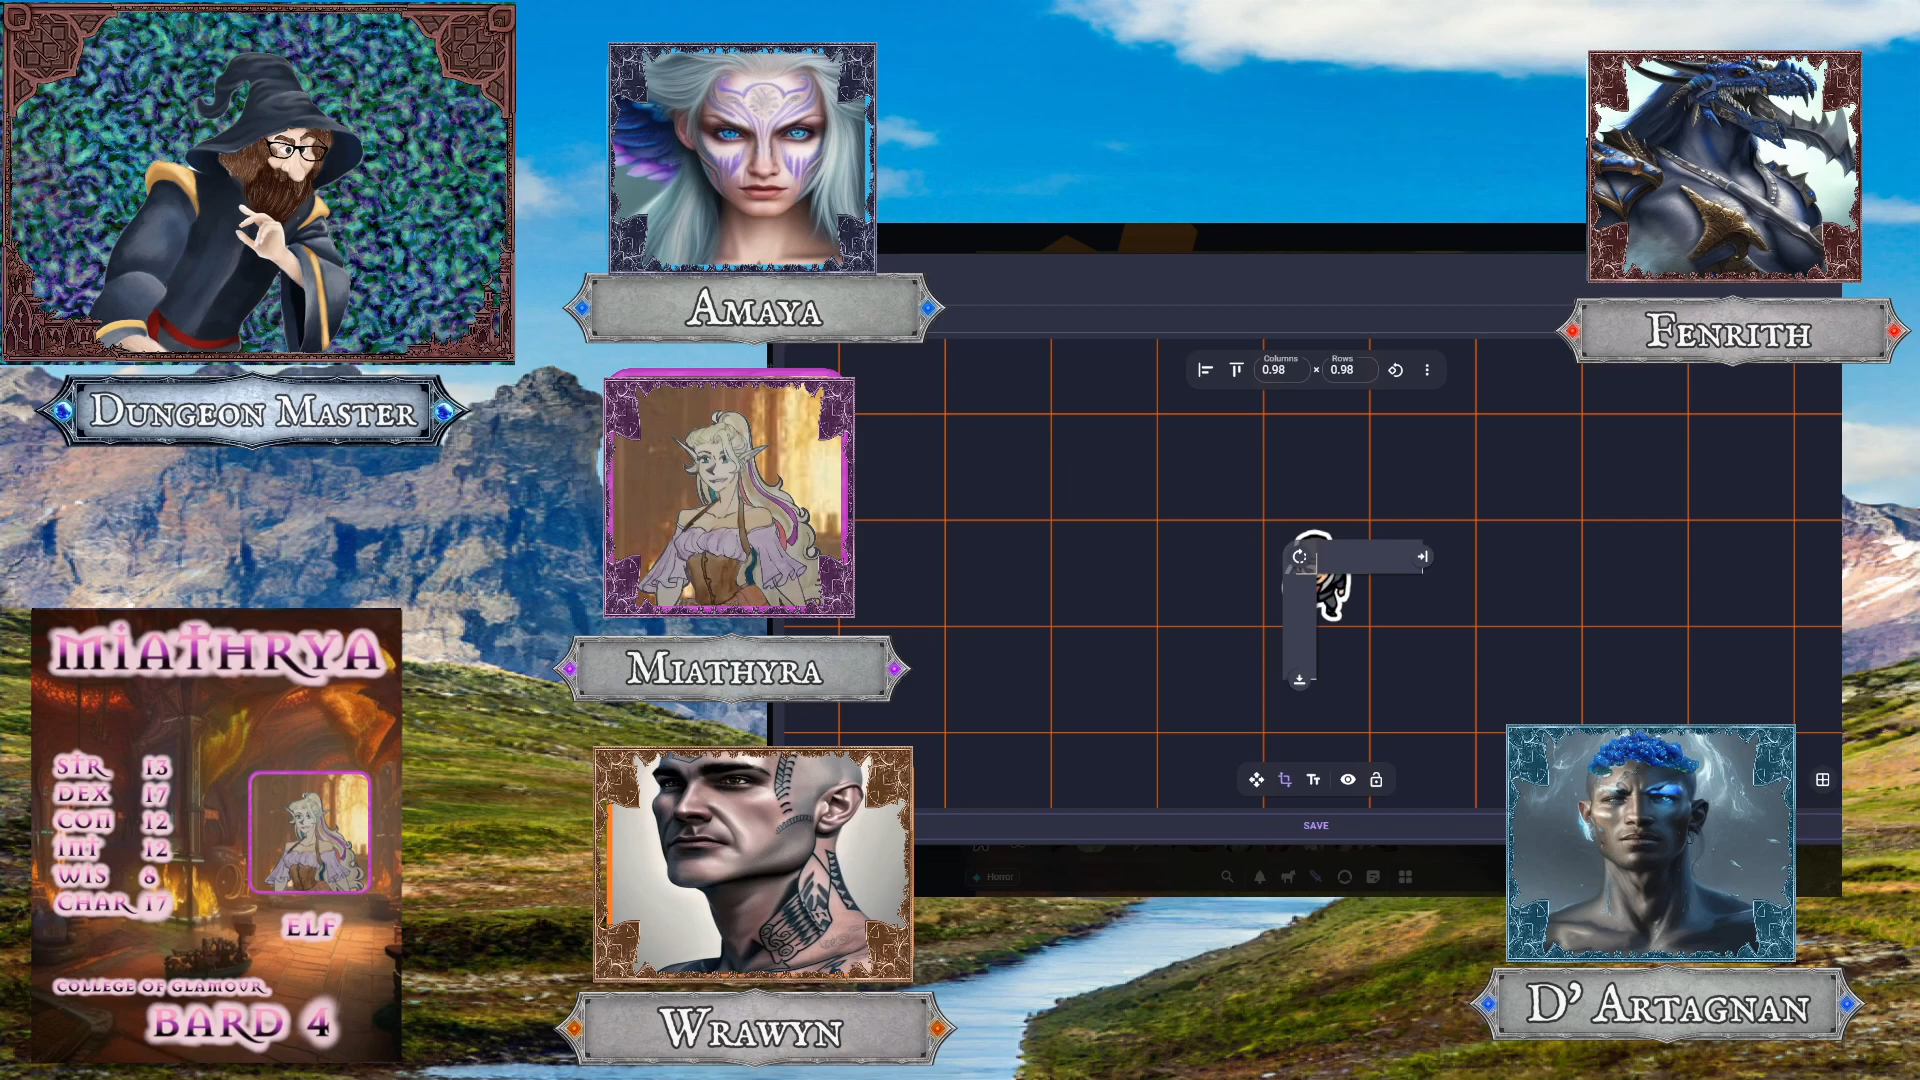 Dungeon Master
Amaya
Fenrith
Columns
Rows
0.98 × 0.98
Miathyra
MIATHRYA
STR 13
DEX 17
CON 12
INT 12
WIS 8
CHAR 17
ELF
COLLEGE OF GLAMOUR
BARD 4
Tr
SAVE
Horror
Wrawyn
D' Artagnan